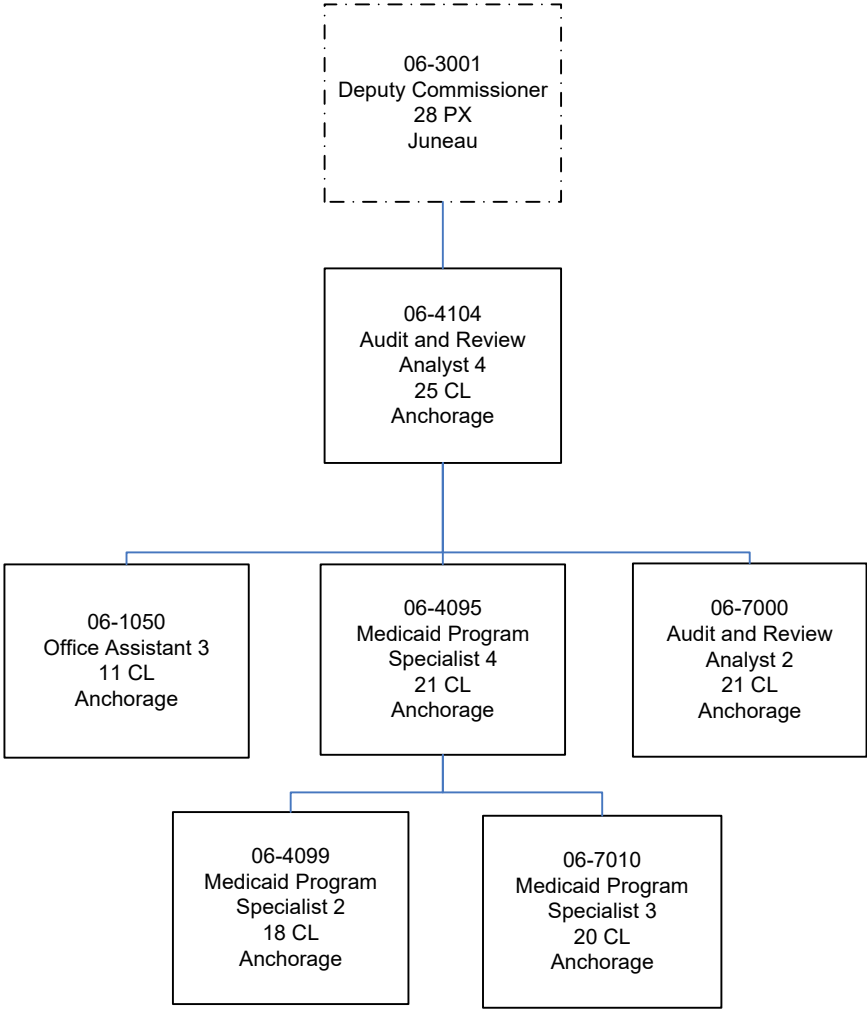 06-3001
Deputy Commissioner
28 PX
Juneau
06-4104
Audit and Review
Analyst 4
25 CL
Anchorage
06-1050
Office Assistant 3
11 CL
Anchorage
06-4095
Medicaid Program
Specialist 4
21 CL
Anchorage
06-7000
Audit and Review
Analyst 2
21 CL
Anchorage
06-4099
Medicaid Program
Specialist 2
18 CL
Anchorage
06-7010
Medicaid Program
Specialist 3
20 CL
Anchorage